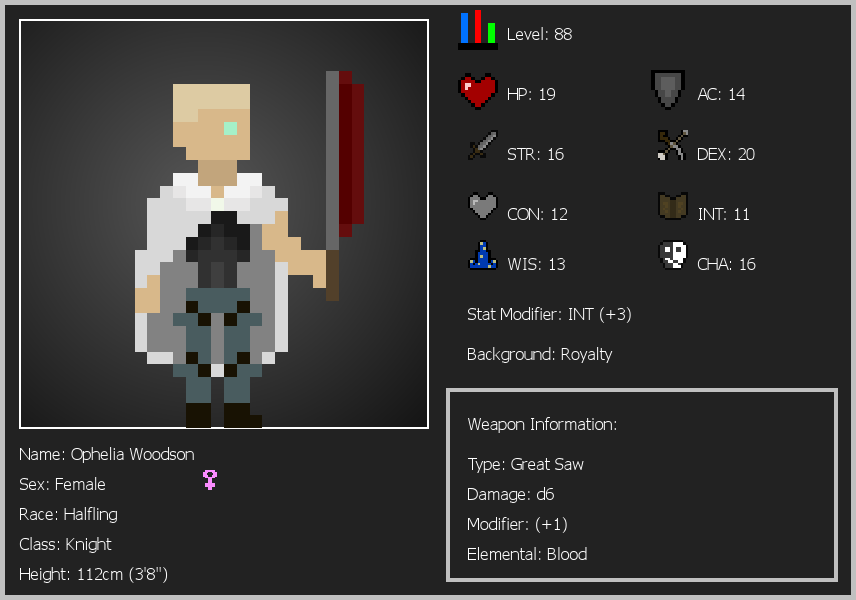 Level: 88
HP: 19
AC: 14
STR: 16
DEX: 20
CON: 12
INT: 11
WIS: 13
CHA: 16
Stat Modifier: INT (+3)
Background: Royalty
Weapon Information:
Type: Great Saw
Damage: d6
Modifier: (+1)
Elemental: Blood
Name: Ophelia Woodson
Sex: Female
Race: Halfling
Class: Knight
Height: 112cm (3'8")